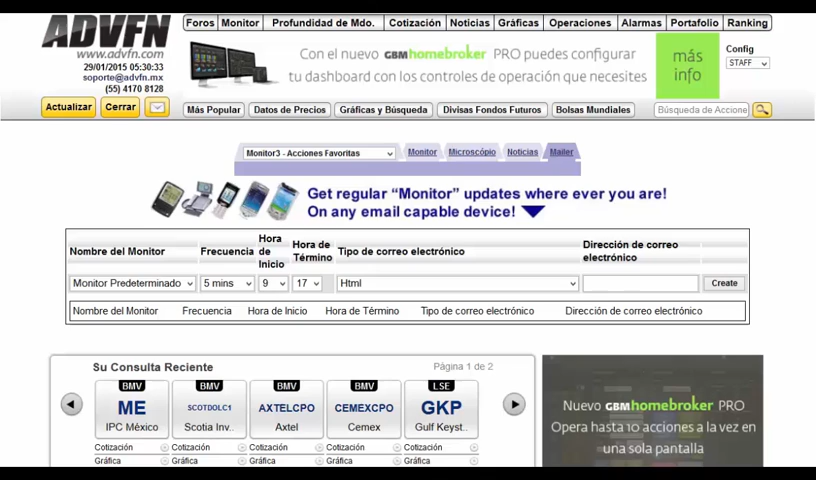 ADVFN
www.advfn.com
29/01/2015 05:30:33
soporte@advfn.mx
(55) 4170 8128
Actualizar
Cerrar
Foros
Monitor
Profundidad de Mdo.
Cotización
Noticias
Gráficas
Operaciones
Alarmas
Portafolio
Ranking
Con el nuevo GBMhomebroker PRO puedes configurar
tu dashboard con los controles de operación que necesites
más
info
Config
STAFF
Más Popular
Datos de Precios
Gráficas y Búsqueda
Divisas Fondos Futuros
Bolsas Mundiales
Búsqueda de Accione
Monitor3 - Acciones Favoritas
Monitor
Microscópio
Noticias
Mailer
Get regular “Monitor” updates where ever you are!
On any email capable device!
Nombre del Monitor
Frecuencia
Hora de Inicio
Hora de Término
Tipo de correo electrónico
Dirección de correo electrónico
Monitor Predeterminado
5 mins
9
17
Html
Create
Nombre del Monitor
Frecuencia
Hora de Inicio
Hora de Término
Tipo de correo electrónico
Dirección de correo electrónico
Su Consulta Reciente
Página 1 de 2
BMV
ME
IPC México
Cotización
Gráfica
BMV
SCOTDOLC1
Scotia Inv..
Cotización
Gráfica
BMV
AXTELCPO
Axtel
Cotización
Gráfica
BMV
CEMEXCPO
Cemex
Cotización
Gráfica
LSE
GKP
Gulf Keyst..
Cotización
Gráfica
Nuevo GBMhomebroker PRO
Opera hasta 10 acciones a la vez en
una sola pantalla